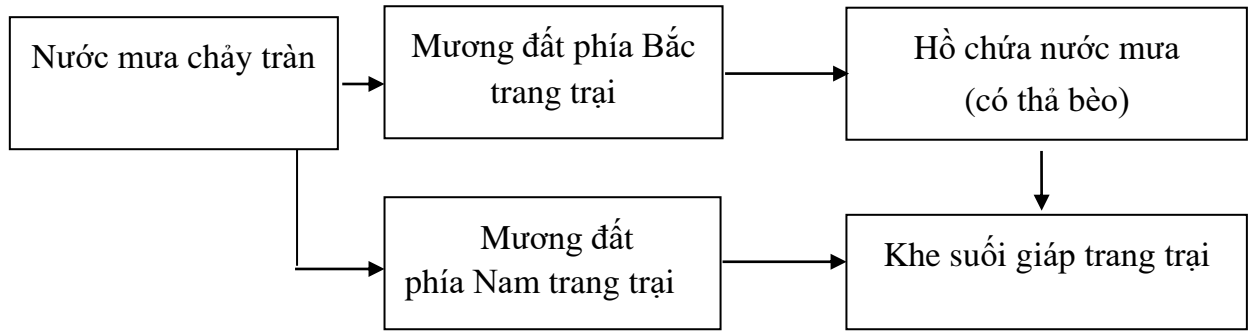 Nước mưa chảy tràn
Mương đất phía Bắc
trang trại
Hồ chứa nước mưa
(có thả bèo)
Mương đất
phía Nam trang trại
Khe suối giáp trang trại